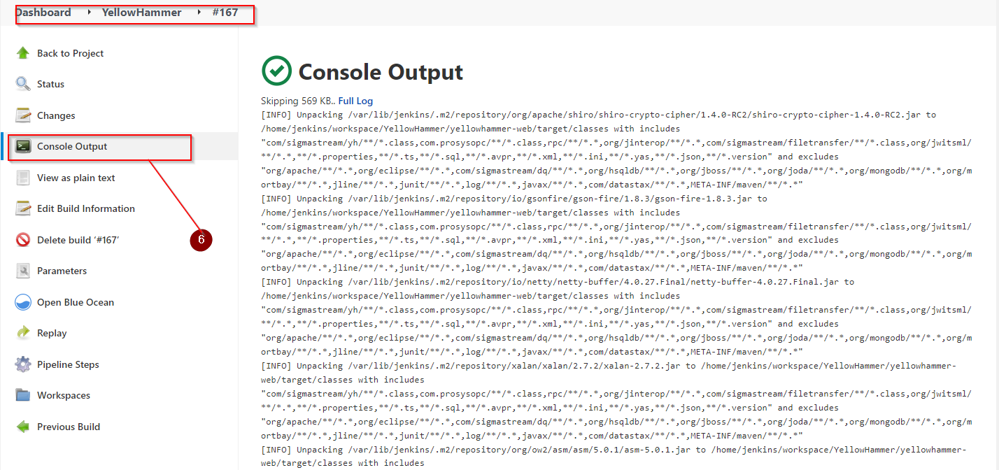 Dashboard ▸ YellowHammer ▸ #167
Back to Project
Status
Changes
Console Output
View as plain text
Edit Build Information
Delete build ‘#167’
6
Parameters
Open Blue Ocean
Replay
Pipeline Steps
Workspaces
Previous Build
Console Output
Skipping 569 KB.. Full Log
[INFO] Unpacking /var/lib/jenkins/.m2/repository/org/apache/shiro/shiro-crypto-cipher/1.4.0-RC2/shiro-crypto-cipher-1.4.0-RC2.jar to
/home/jenkins/workspace/YellowHammer/yellowhammer-web/target/classes with includes
"com/sigmastream/yh/**/*.class,com.prosysopc/**/*.class,rpc/**/*.*,org/jinterop/**/*.*,com/sigmastream/filetransfer/**/*.class,org/jwitsml/
**/*.*,**/*.properties,**/*.ts,**/*.sql,**/*.avpr,**/*.xml,**/*.ini,**/*.yas,**/*.json,**/*.version" and excludes
"org/apache/**/*.*,org/eclipse/**/*.*,com/sigmastream/dq/**/*.*,org/hsqldb/**/*.*,org/jboss/**/*.*,org/joda/**/*.*,org/mongodb/**/*.*,org/m
ortbay/**/*.*,jline/**/*.*,junit/**/*.*,log/**/*.*,javax/**/*.*,com/datastax/**/*.*,META-INF/maven/**/*.*"
[INFO] Unpacking /var/lib/jenkins/.m2/repository/io/gsonfire/gson-fire/1.8.3/gson-fire-1.8.3.jar to
/home/jenkins/workspace/YellowHammer/yellowhammer-web/target/classes with includes
"com/sigmastream/yh/**/*.class,com.prosysopc/**/*.class,rpc/**/*.*,org/jinterop/**/*.*,com/sigmastream/filetransfer/**/*.class,org/jwitsml/
**/*.*,**/*.properties,**/*.ts,**/*.sql,**/*.avpr,**/*.xml,**/*.ini,**/*.yas,**/*.json,**/*.version" and excludes
"org/apache/**/*.*,org/eclipse/**/*.*,com/sigmastream/dq/**/*.*,org/hsqldb/**/*.*,org/jboss/**/*.*,org/joda/**/*.*,org/mongodb/**/*.*,org/m
ortbay/**/*.*,jline/**/*.*,junit/**/*.*,log/**/*.*,javax/**/*.*,com/datastax/**/*.*,META-INF/maven/**/*.*"
[INFO] Unpacking /var/lib/jenkins/.m2/repository/io/netty/netty-buffer/4.0.27.Final/netty-buffer-4.0.27.Final.jar to
/home/jenkins/workspace/YellowHammer/yellowhammer-web/target/classes with includes
"com/sigmastream/yh/**/*.class,com.prosysopc/**/*.class,rpc/**/*.*,org/jinterop/**/*.*,com/sigmastream/filetransfer/**/*.class,org/jwitsml/
**/*.*,**/*.properties,**/*.ts,**/*.sql,**/*.avpr,**/*.xml,**/*.ini,**/*.yas,**/*.json,**/*.version" and excludes
"org/apache/**/*.*,org/eclipse/**/*.*,com/sigmastream/dq/**/*.*,org/hsqldb/**/*.*,org/jboss/**/*.*,org/joda/**/*.*,org/mongodb/**/*.*,org/m
ortbay/**/*.*,jline/**/*.*,junit/**/*.*,log/**/*.*,javax/**/*.*,com/datastax/**/*.*,META-INF/maven/**/*.*"
[INFO] Unpacking /var/lib/jenkins/.m2/repository/xalan/xalan/2.7.2/xalan-2.7.2.jar to /home/jenkins/workspace/YellowHammer/yellowhammer-
web/target/classes with includes
"com/sigmastream/yh/**/*.class,com.prosysopc/**/*.class,rpc/**/*.*,org/jinterop/**/*.*,com/sigmastream/filetransfer/**/*.class,org/jwitsml/
**/*.*,**/*.properties,**/*.ts,**/*.sql,**/*.avpr,**/*.xml,**/*.ini,**/*.yas,**/*.json,**/*.version" and excludes
"org/apache/**/*.*,org/eclipse/**/*.*,com/sigmastream/dq/**/*.*,org/hsqldb/**/*.*,org/jboss/**/*.*,org/joda/**/*.*,org/mongodb/**/*.*,org/m
ortbay/**/*.*,jline/**/*.*,junit/**/*.*,log/**/*.*,javax/**/*.*,com/datastax/**/*.*,META-INF/maven/**/*.*"
[INFO] Unpacking /var/lib/jenkins/.m2/repository/org/ow2/asm/asm/5.0.1/asm-5.0.1.jar to /home/jenkins/workspace/YellowHammer/yellowhammer-
web/target/classes with includes